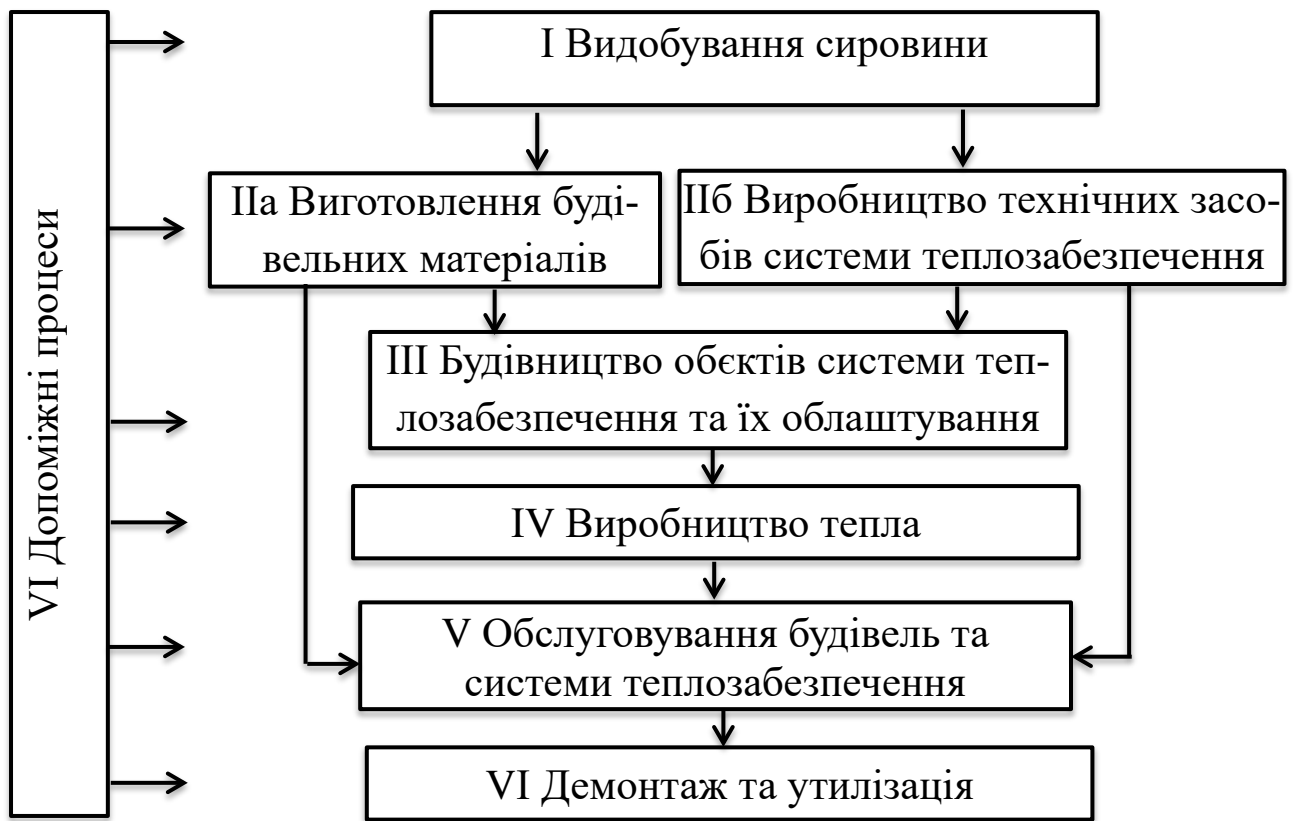 VI Допоміжні процеси
I Видобування сировини
IIа Виготовлення буді-
вельних матеріалів
IIб Виробництво технічних засо-
бів системи теплозабезпечення
III Будівництво обєктів системи теп-
лозабезпечення та їх облаштування
IV Виробництво тепла
V Обслуговування будівель та
системи теплозабезпечення
VI Демонтаж та утилізація